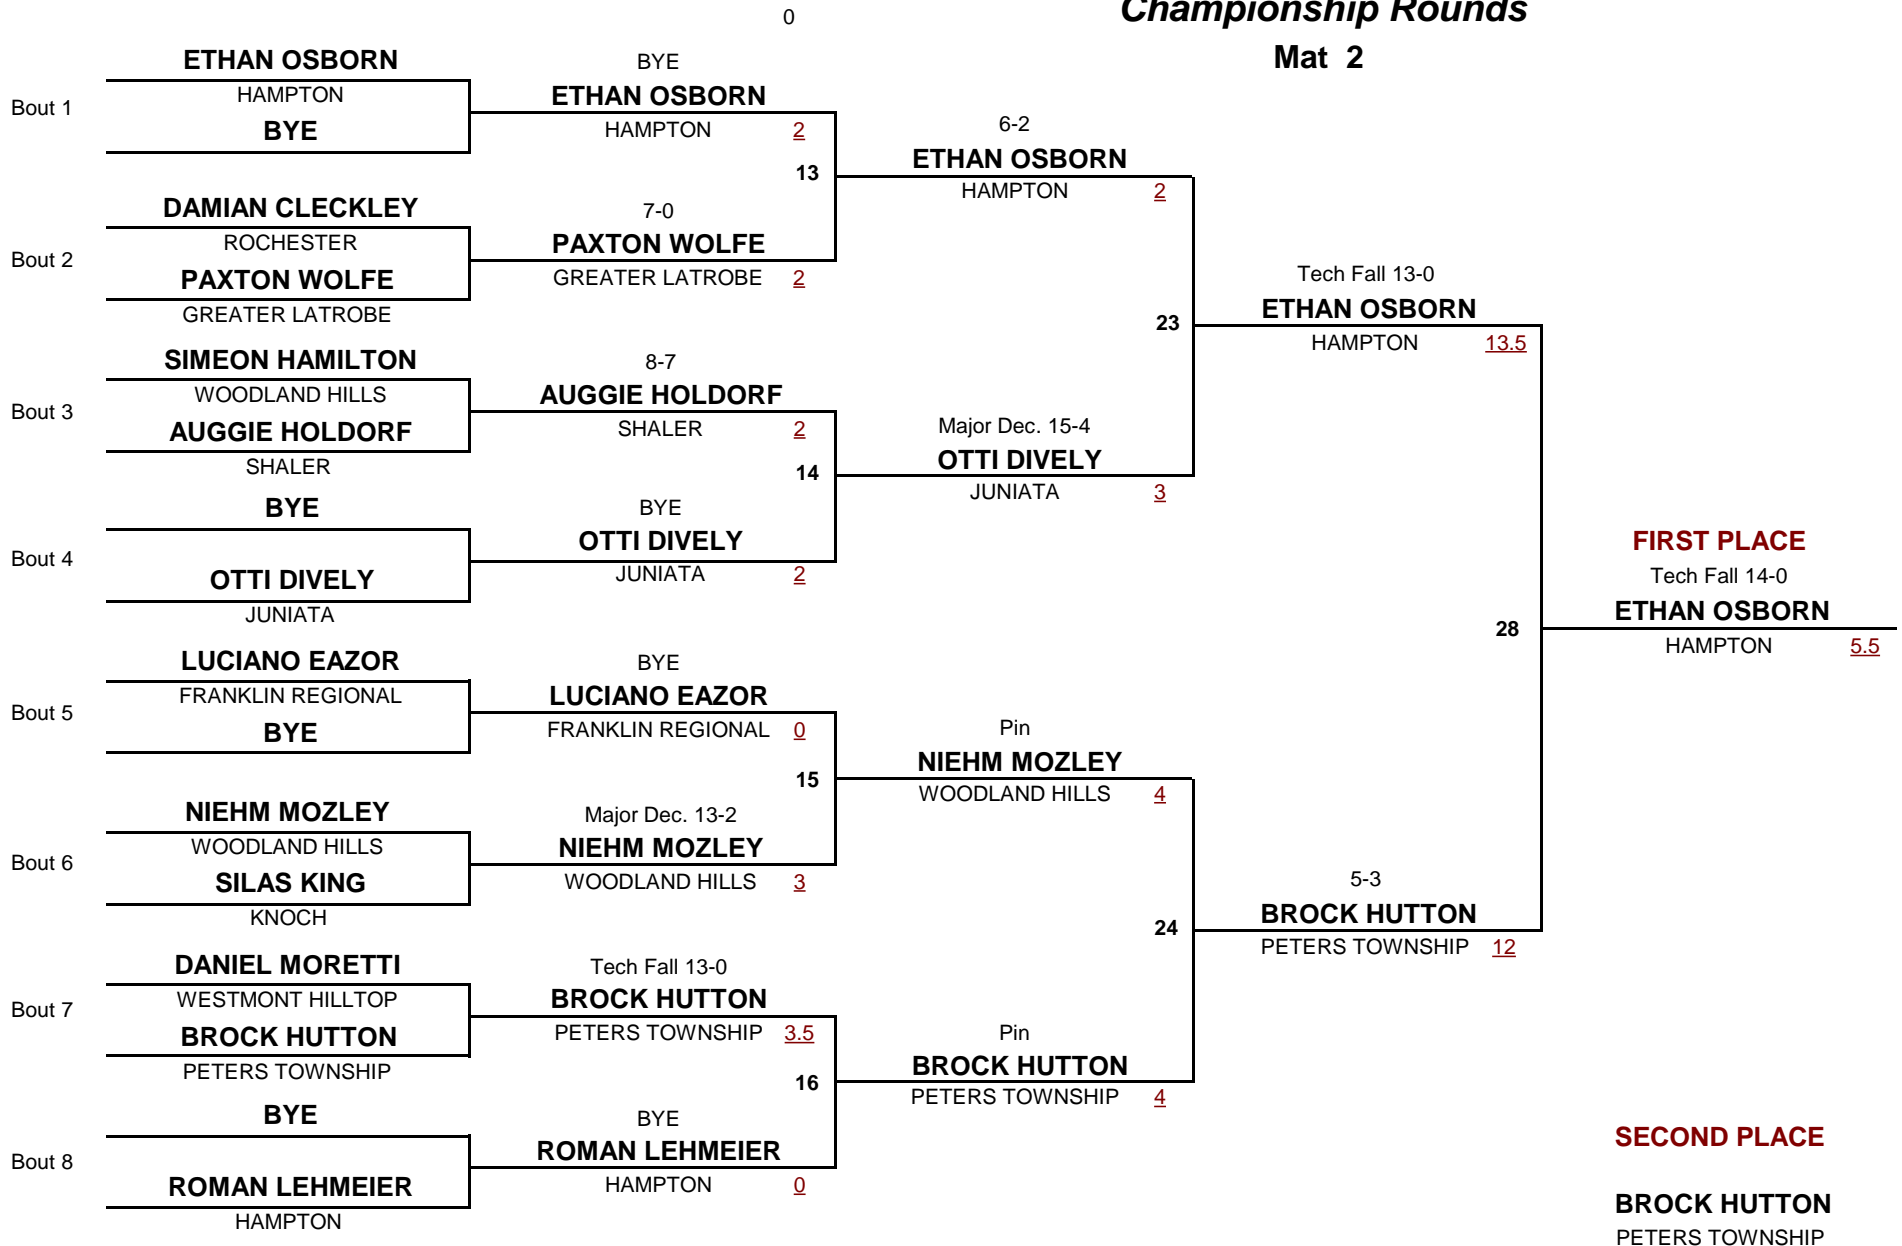 Championship Rounds
0
Mat 2
ETHAN OSBORN
HAMPTON
Bout 1
BYE
DAMIAN CLECKLEY
ROCHESTER
Bout 2
PAXTON WOLFE
GREATER LATROBE
SIMEON HAMILTON
WOODLAND HILLS
Bout 3
AUGGIE HOLDORF
SHALER
BYE
Bout 4
OTTI DIVELY
JUNIATA
LUCIANO EAZOR
FRANKLIN REGIONAL
Bout 5
BYE
NIEHM MOZLEY
WOODLAND HILLS
Bout 6
SILAS KING
KNOCH
DANIEL MORETTI
WESTMONT HILLTOP
Bout 7
BROCK HUTTON
PETERS TOWNSHIP
BYE
Bout 8
ROMAN LEHMEIER
HAMPTON
BYE
ETHAN OSBORN
HAMPTON 2
13
7-0
PAXTON WOLFE
GREATER LATROBE 2
8-7
AUGGIE HOLDORF
SHALER 2
14
BYE
OTTI DIVELY
JUNIATA 2
BYE
LUCIANO EAZOR
FRANKLIN REGIONAL 0
15
Major Dec. 13-2
NIEHM MOZLEY
WOODLAND HILLS 3
Tech Fall 13-0
BROCK HUTTON
PETERS TOWNSHIP 3.5
16
BYE
ROMAN LEHMEIER
HAMPTON 0
6-2
ETHAN OSBORN
HAMPTON 2
23
Major Dec. 15-4
OTTI DIVELY
JUNIATA 3
Pin
NIEHM MOZLEY
WOODLAND HILLS 4
24
Pin
BROCK HUTTON
PETERS TOWNSHIP 4
Tech Fall 13-0
ETHAN OSBORN
HAMPTON 13.5
28
5-3
BROCK HUTTON
PETERS TOWNSHIP 12
FIRST PLACE
Tech Fall 14-0
ETHAN OSBORN
HAMPTON 5.5
SECOND PLACE
BROCK HUTTON
PETERS TOWNSHIP